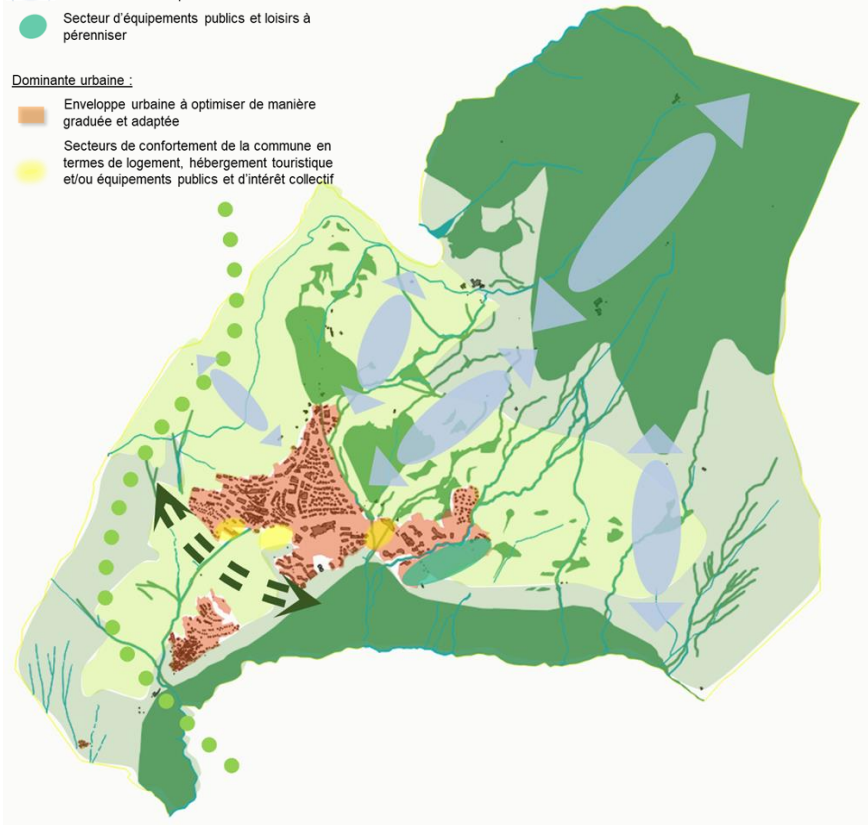 Secteur d'équipements publics et loisirs à
pérenniser
Dominante urbaine :
Enveloppe urbaine à optimiser de manière
graduée et adaptée
Secteurs de confortement de la commune en
termes de logement, hébergement touristique
et/ou équipements publics et d'intérêt collectif